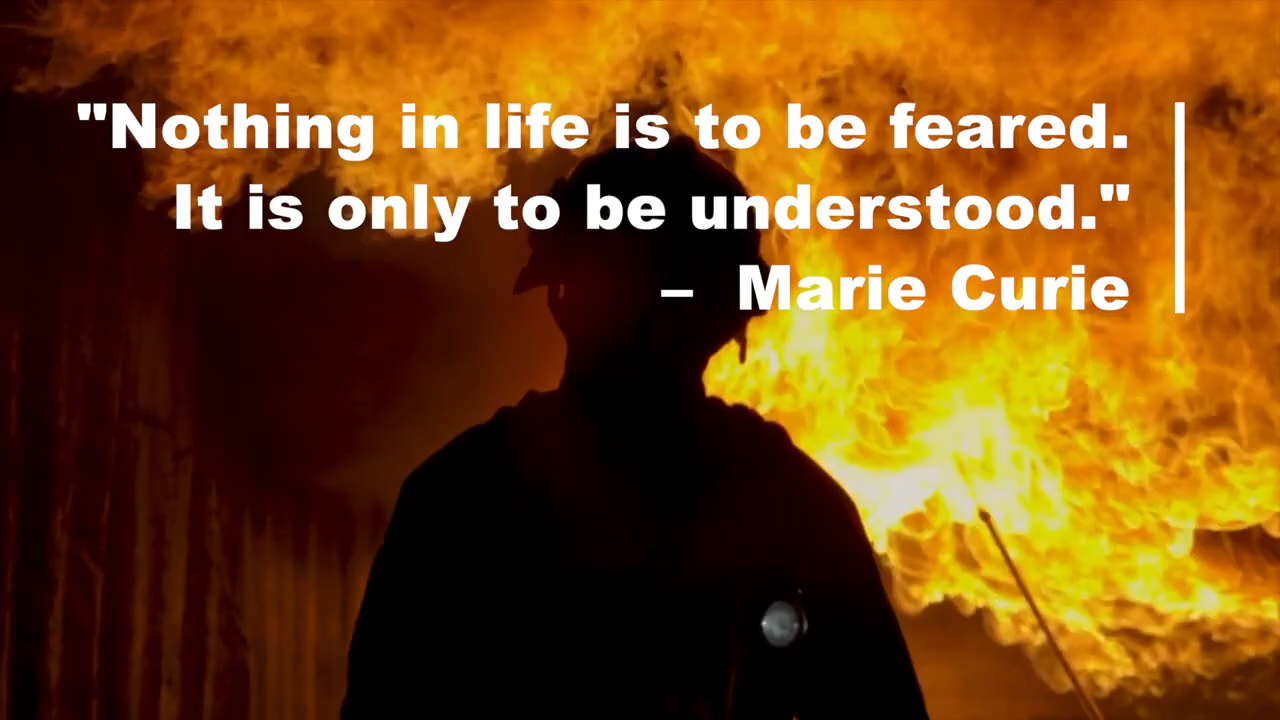 "Nothing in life is to be feared.
It is only to be understood."
– Marie Curie